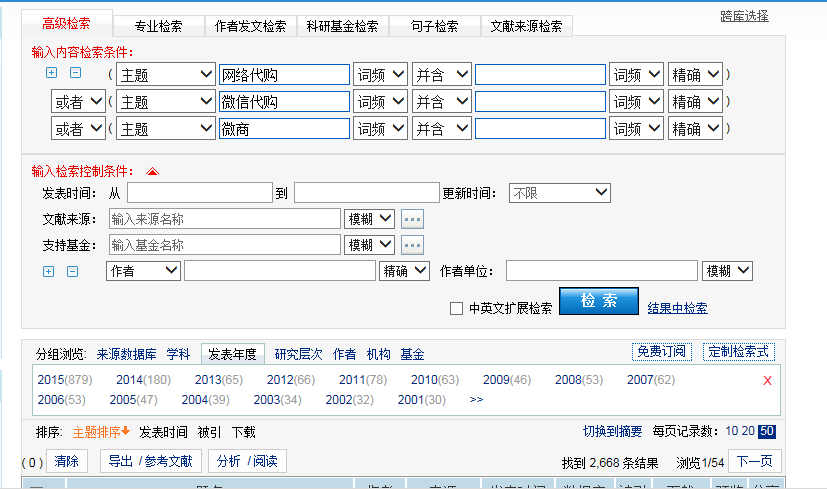 高级检索 专业检索 作者发文检索 科研基金检索 句子检索 文献来源检索 跨库选择
输入内容检索条件：
( 主题 网络代购 词频 并含 词频 精确 )
或者 ( 主题 微信代购 词频 并含 词频 精确 )
或者 ( 主题 微商 词频 并含 词频 精确 )
输入检索控制条件：
发表时间： 从 到 更新时间： 不限
文献来源： 输入来源名称 模糊 ...
支持基金： 输入基金名称 模糊 ...
作者 精确 作者单位： 模糊
中英文扩展检索 检 索 结果中检索
分组浏览: 来源数据库 学科 发表年度 研究层次 作者 机构 基金 免费订阅 定制检索式
2015(879) 2014(180) 2013(65) 2012(66) 2011(78) 2010(63) 2009(46) 2008(53) 2007(62) X
2006(53) 2005(47) 2004(39) 2003(34) 2002(32) 2001(30) >>
排序: 主题排序 发表时间 被引 下载 切换到摘要 每页记录数: 10 20 50
( 0 ) 清除 导出 / 参考文献 分析 / 阅读 找到 2,668 条结果 浏览1/54 下一页